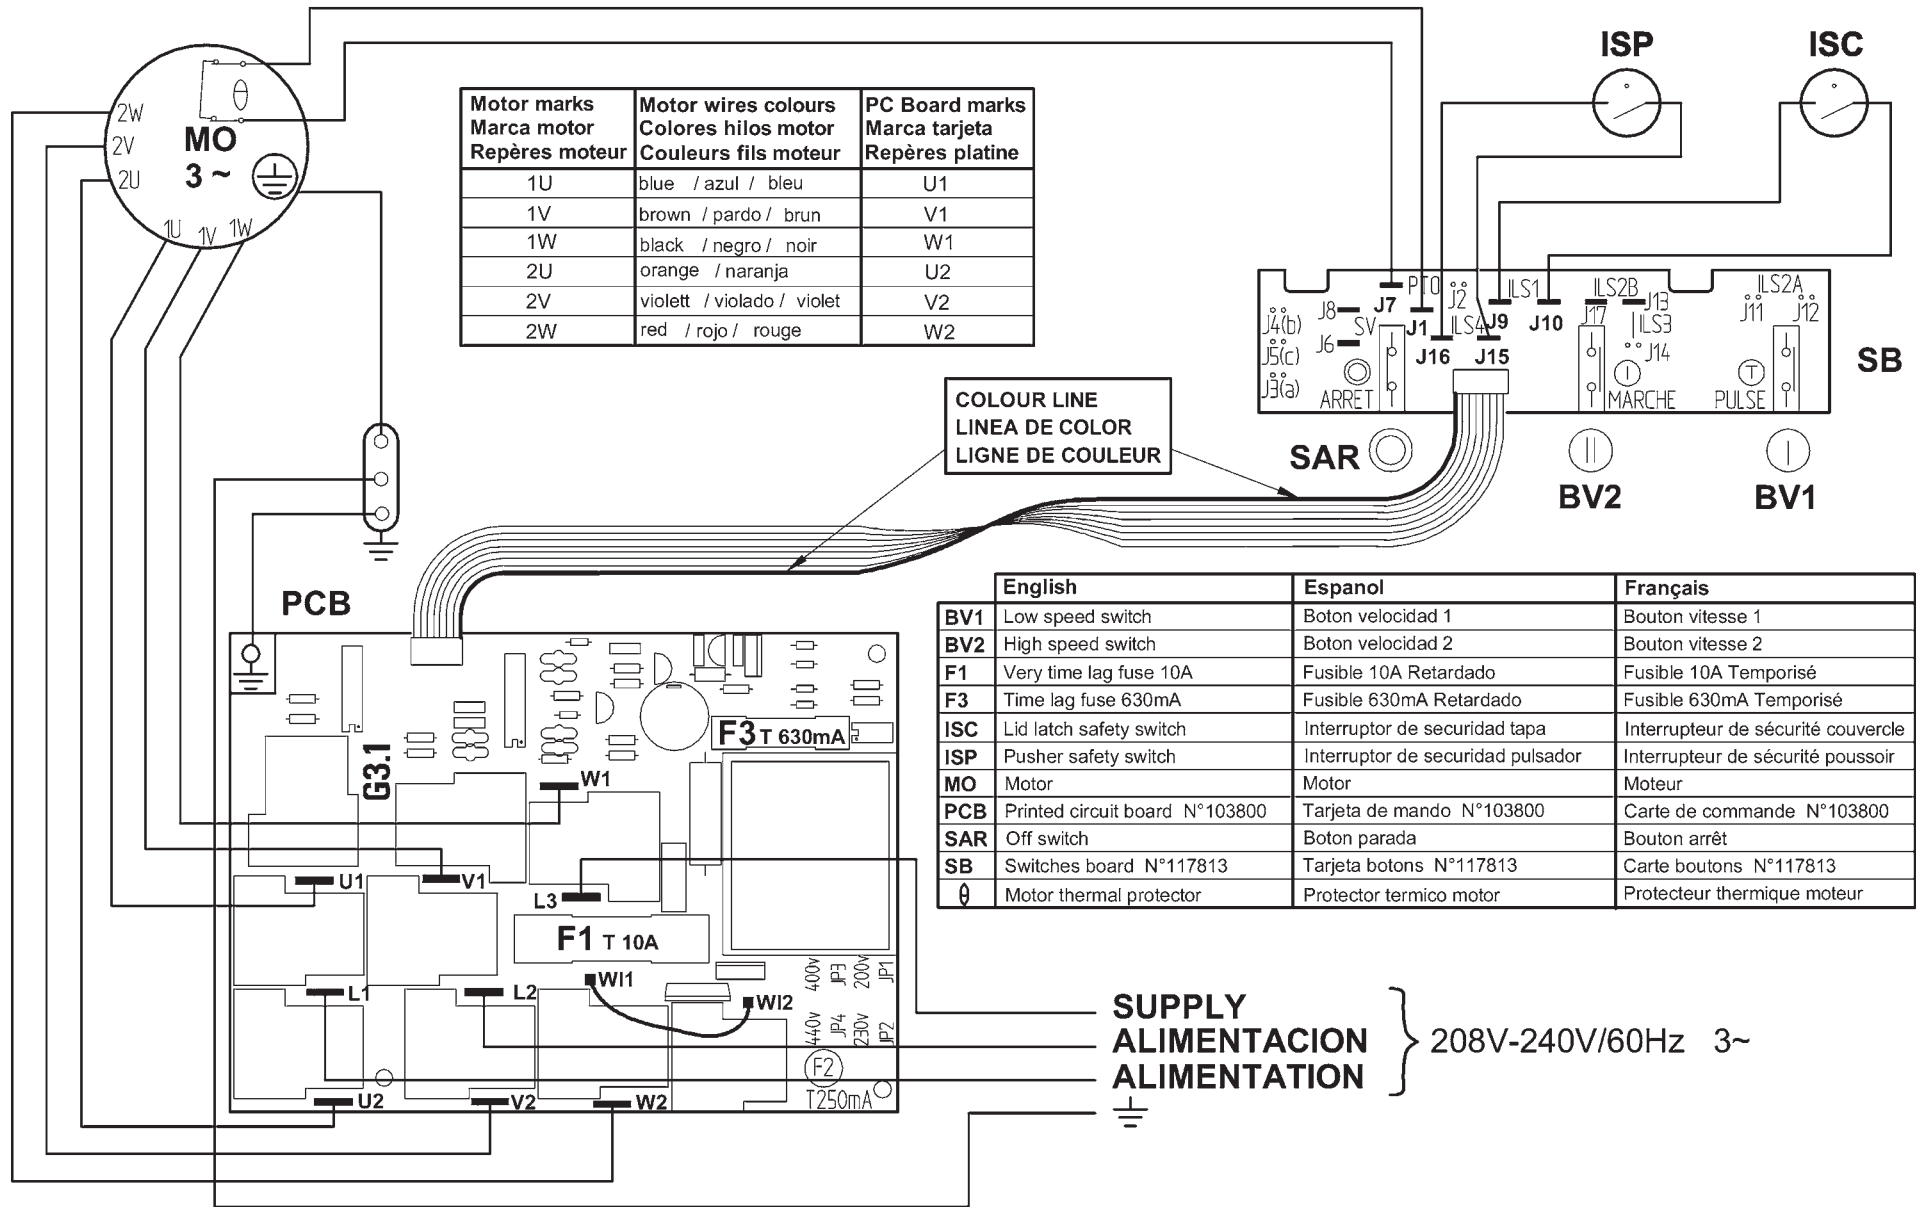 ISP
ISC
2W
2V
2U
θ
MO
3 ~
1U
1V
1W
Motor marks
Marca motor
Repères moteur
Motor wires colours
Colores hilos motor
Couleurs fils moteur
PC Board marks
Marca tarjeta
Repères platine
1U blue / azul / bleu U1
1V brown / pardo / brun V1
1W black / negro / noir W1
2U orange / naranja U2
2V violett / violado / violet V2
2W red / rojo / rouge W2
J4(b)
J5(c)
J3(a)
J8
J6
SV
J7
PTO
J1
J2
ILS4
J16
J15
ILS1
J9
J10
ILS2B
J17
J13
ILS3
J14
ILS2A
J11
J12
ARRET
MARCHE
PULSE
SB
SAR
BV2
BV1
COLOUR LINE
LINEA DE COLOR
LIGNE DE COULEUR
PCB
G3.1
F3 T 630mA
W1
U1
V1
L3
F1 T 10A
WI1
WI2
L1
L2
U2
V2
W2
400v
JP3
200v
JP1
440v
JP4
230v
JP2
F2
T250mA
English Espanol Français
BV1 Low speed switch Boton velocidad 1 Bouton vitesse 1
BV2 High speed switch Boton velocidad 2 Bouton vitesse 2
F1 Very time lag fuse 10A Fusible 10A Retardado Fusible 10A Temporisé
F3 Time lag fuse 630mA Fusible 630mA Retardado Fusible 630mA Temporisé
ISC Lid latch safety switch Interruptor de securidad tapa Interrupteur de sécurité couvercle
ISP Pusher safety switch Interruptor de securidad pulsador Interrupteur de sécurité poussoir
MO Motor Motor Moteur
PCB Printed circuit board N°103800 Tarjeta de mando N°103800 Carte de commande N°103800
SAR Off switch Boton parada Bouton arrêt
SB Switches board N°117813 Tarjeta botons N°117813 Carte boutons N°117813
θ Motor thermal protector Protector termico motor Protecteur thermique moteur
SUPPLY
ALIMENTACION
ALIMENTATION
208V-240V/60Hz 3~